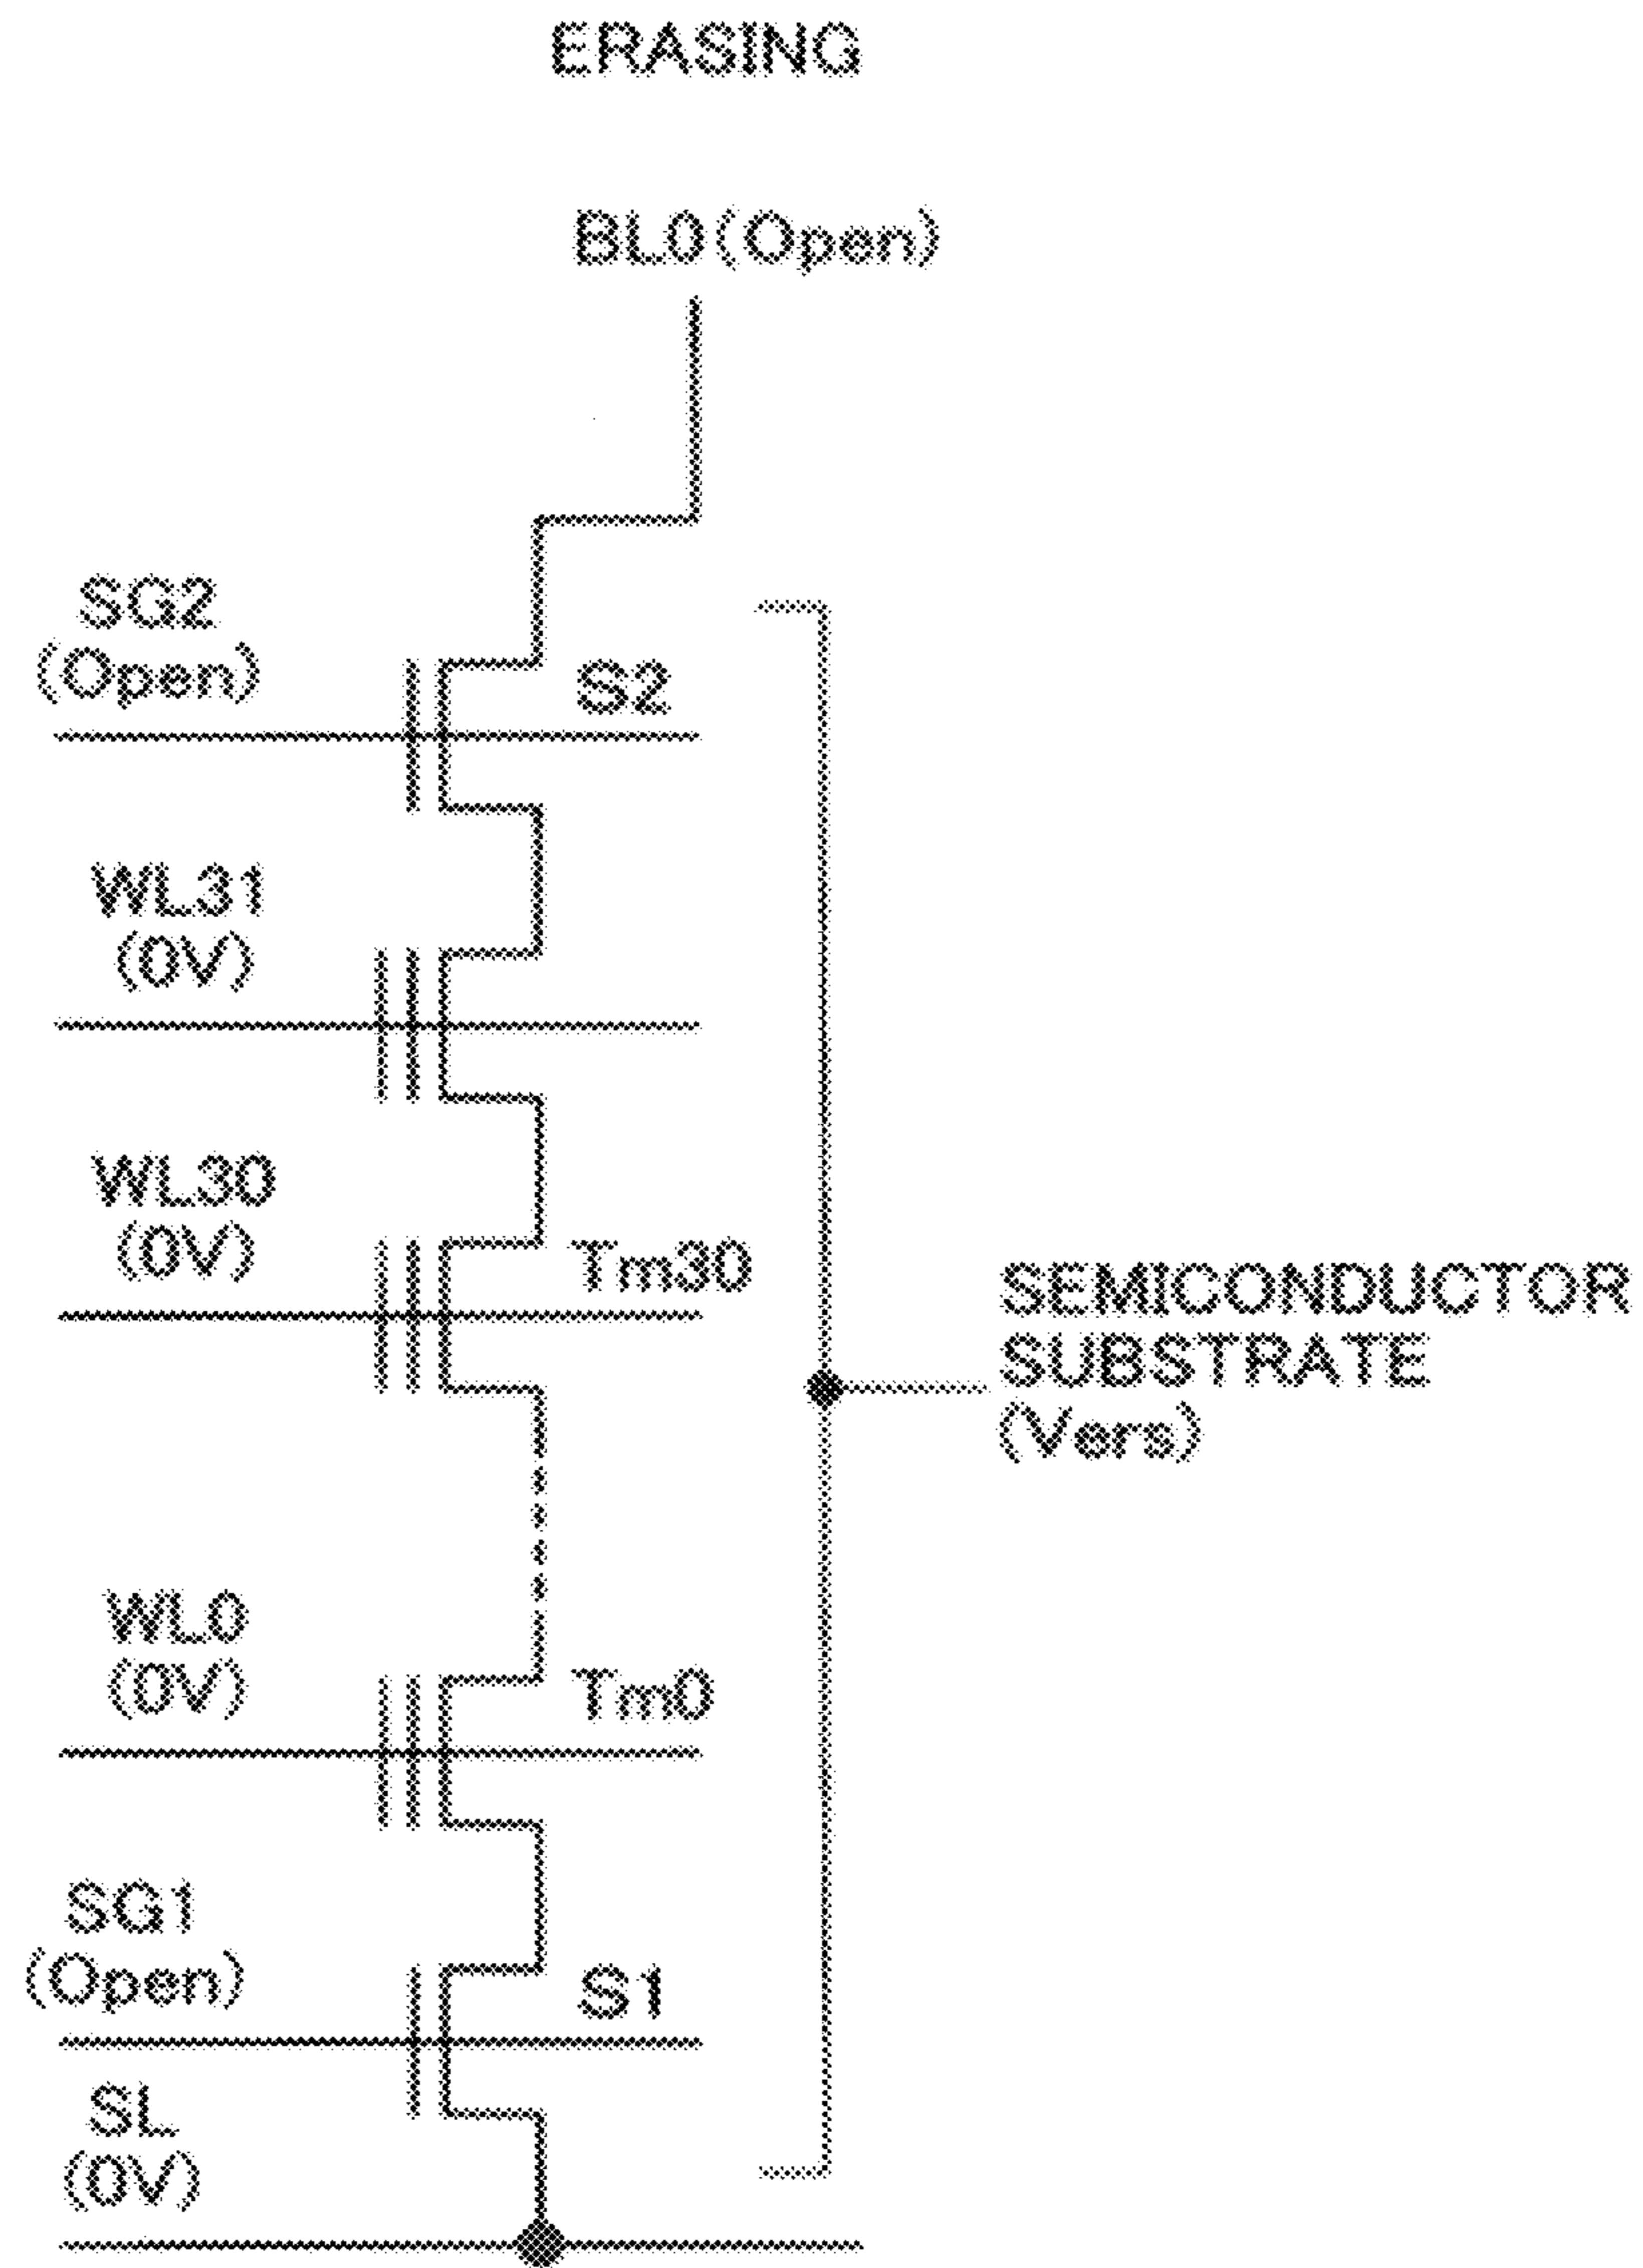 ERASING
BL0(Open)
SG2
(Open)
S2
WL31
(0V)
WL30
(0V)
Tm30
SEMICONDUCTOR
SUBSTRATE
(Vers)
WL0
(0V)
Tm0
SG1
(Open)
S1
SL
(0V)